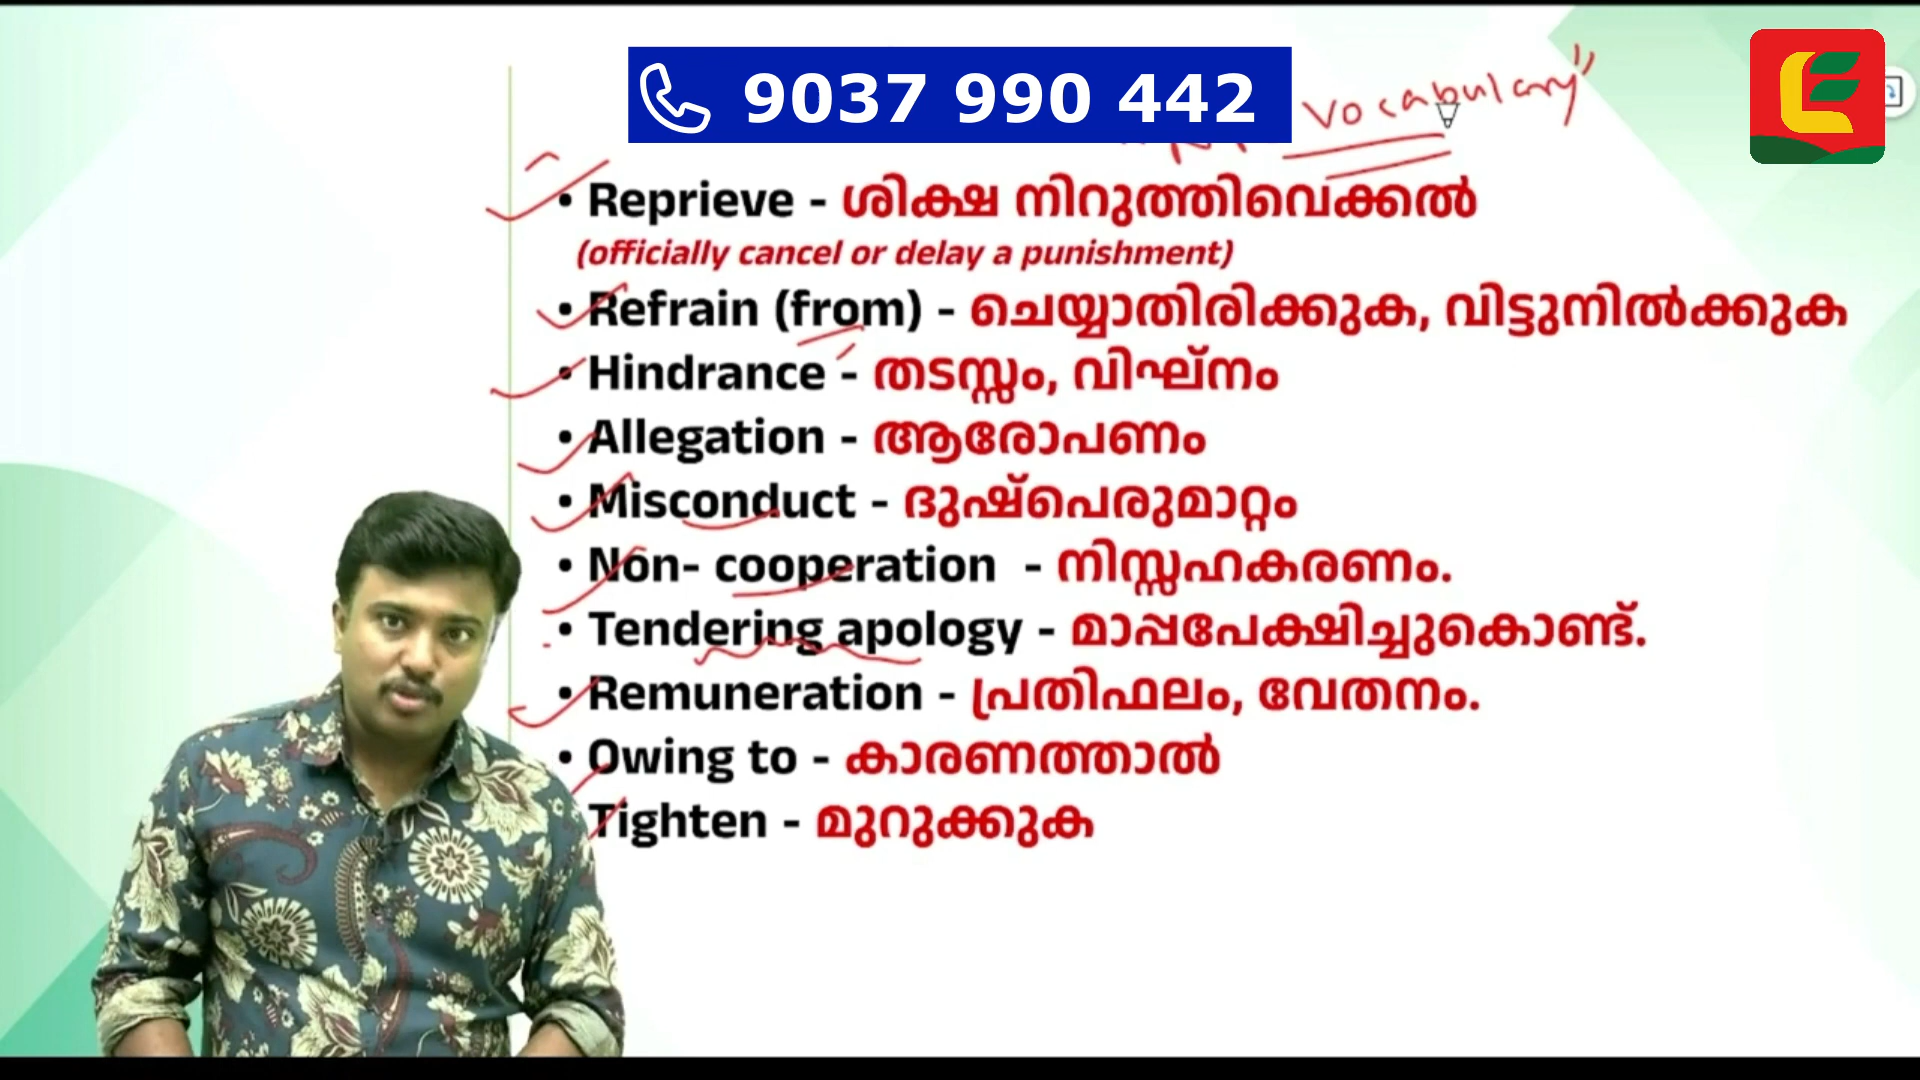 9037 990 442
Vocabulary"
• Reprieve - ശിക്ഷ നിറുത്തിവെക്കൽ
(officially cancel or delay a punishment)
• Refrain (from) - ചെയ്യാതിരിക്കുക, വിട്ടുനിൽക്കുക
• Hindrance - തടസ്സം, വിഘ്നം
• Allegation - ആരോപണം
• Misconduct - ദുഷ്പെരുമാറ്റം
• Non- cooperation - നിസ്സഹകരണം.
• Tendering apology - മാപ്പപേക്ഷിച്ചുകൊണ്ട്.
• Remuneration - പ്രതിഫലം, വേതനം.
• Owing to - കാരണത്താൽ
Tighten - മുറുക്കുക